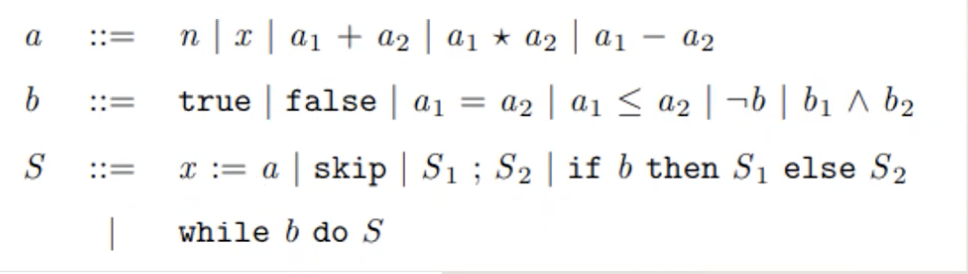 a ::= n | x | a₁ + a₂ | a₁ ⋆ a₂ | a₁ − a₂
b ::= true | false | a₁ = a₂ | a₁ ≤ a₂ | ¬b | b₁ ∧ b₂
S ::= x := a | skip | S₁ ; S₂ | if b then S₁ else S₂
| while b do S